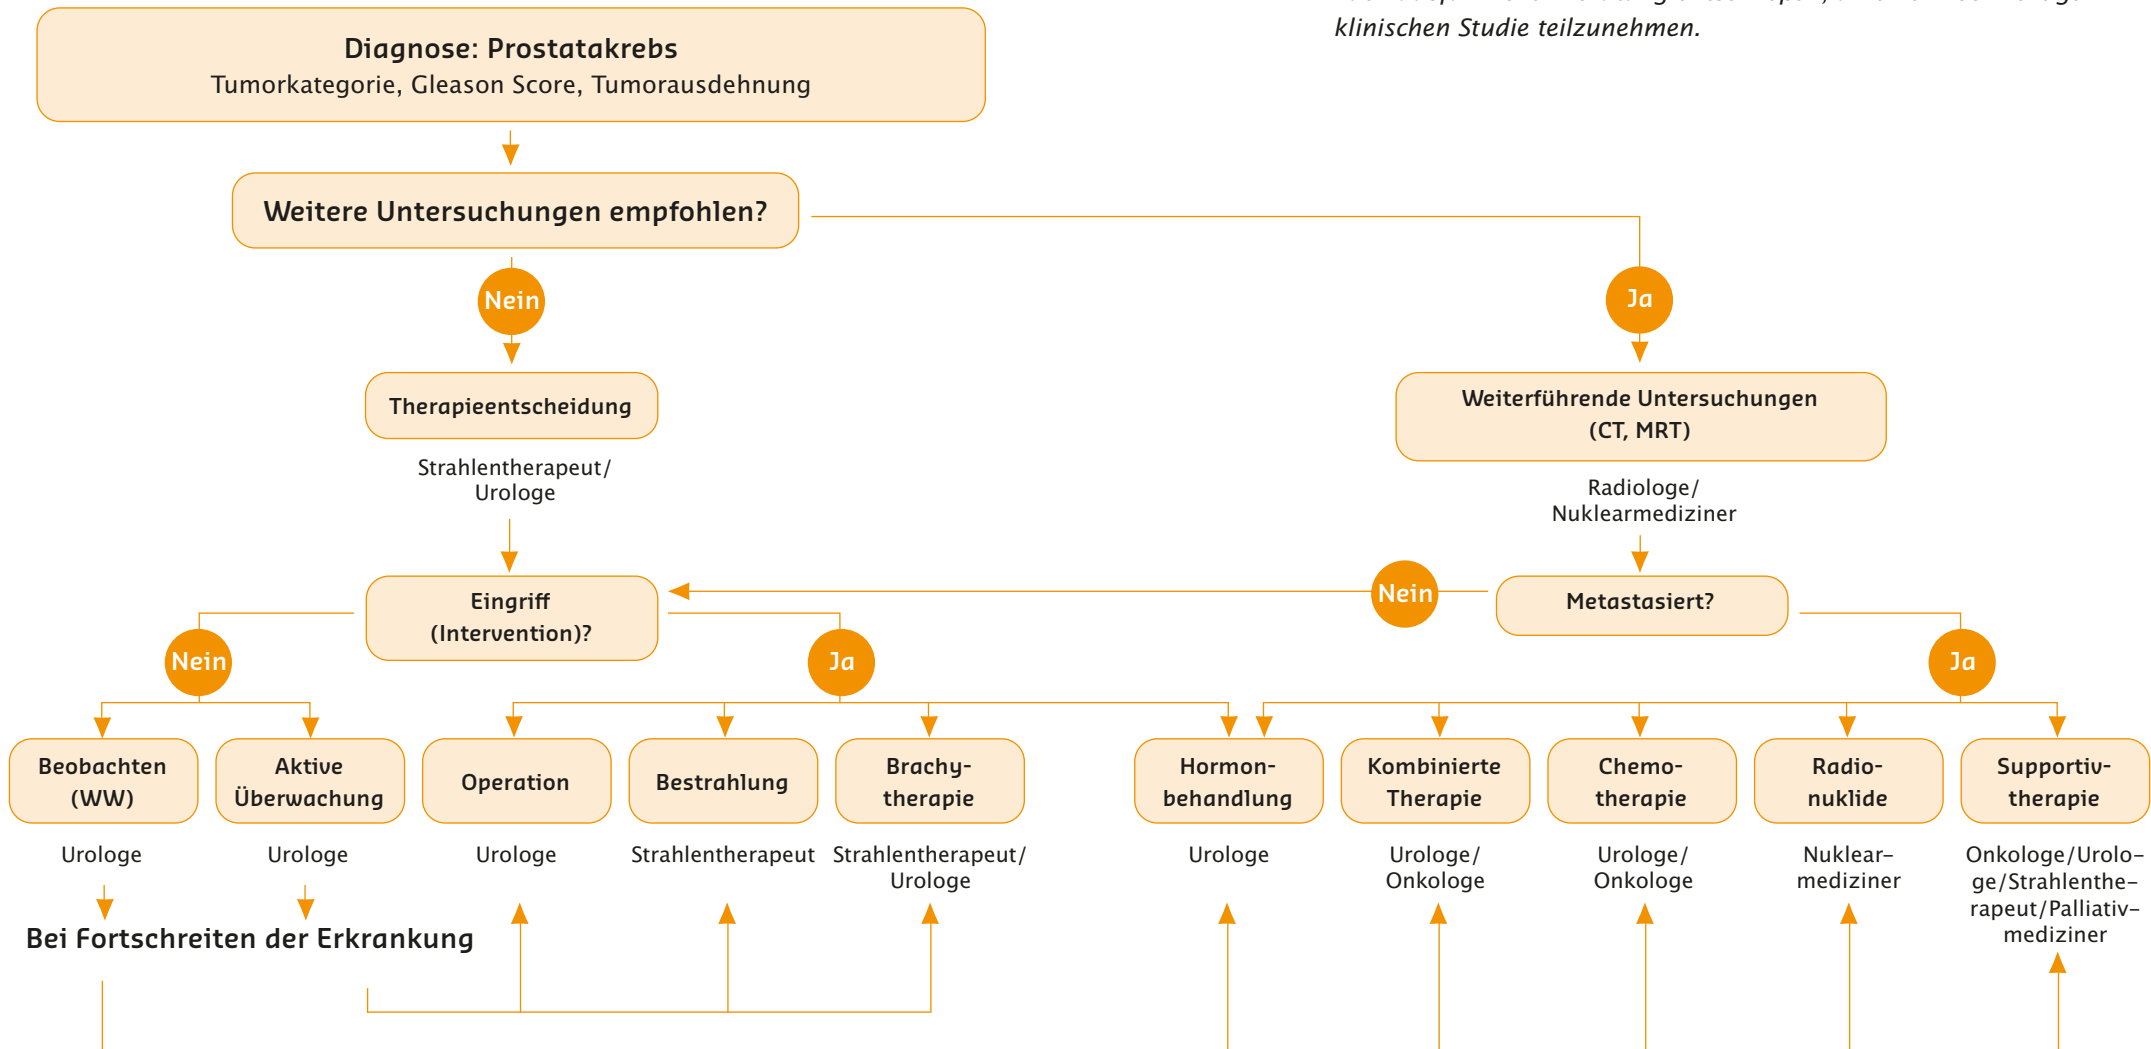 klinischen Studie teilzunehmen.
Diagnose: Prostatakrebs
Tumorkategorie, Gleason Score, Tumorausdehnung
Weitere Untersuchungen empfohlen?
Nein
Ja
Therapieentscheidung
Strahlentherapeut/
Urologe
Weiterführende Untersuchungen
(CT, MRT)
Radiologe/
Nuklearmediziner
Eingriff
(Intervention)?
Nein
Metastasiert?
Nein
Ja
Ja
Beobachten
(WW)
Urologe
Aktive
Überwachung
Urologe
Operation
Urologe
Bestrahlung
Strahlentherapeut
Brachy-
therapie
Strahlentherapeut/
Urologe
Hormon-
behandlung
Urologe
Kombinierte
Therapie
Urologe/
Onkologe
Chemo-
therapie
Urologe/
Onkologe
Radio-
nuklide
Nuklear-
mediziner
Supportiv-
therapie
Onkologe/Urolo-
ge/Strahlenthe-
rapeut/Palliativ-
mediziner
Bei Fortschreiten der Erkrankung